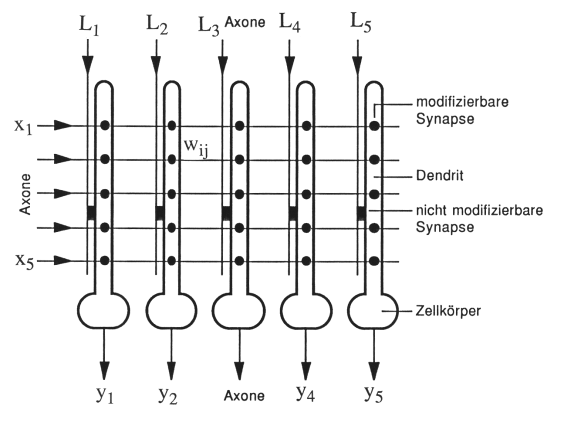 L1 L2 L3 Axone L4 L5
modifizierbare
Synapse
x1
wij
Dendrit
Axone
nicht modifizierbare
Synapse
x5
Zellkörper
y1 y2 Axone y4 y5